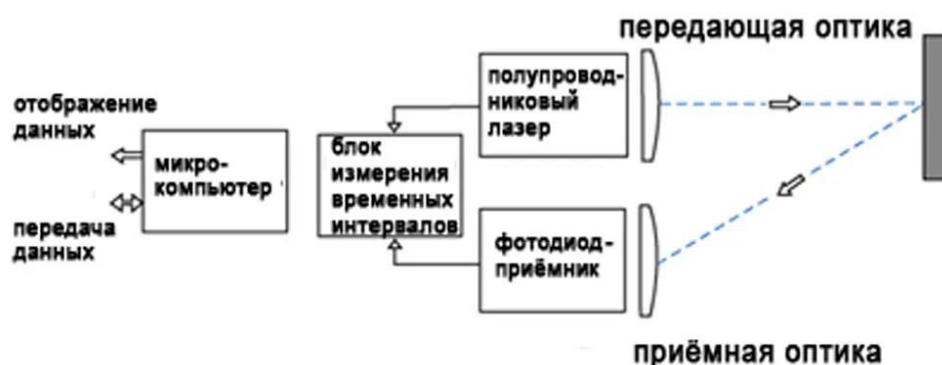 передающая оптика
полупровод-
никовый
лазер
отображение
данных
микро-
компьютер
блок
измерения
временных
интервалов
передача
данных
фотодиод-
приёмник
приёмная оптика